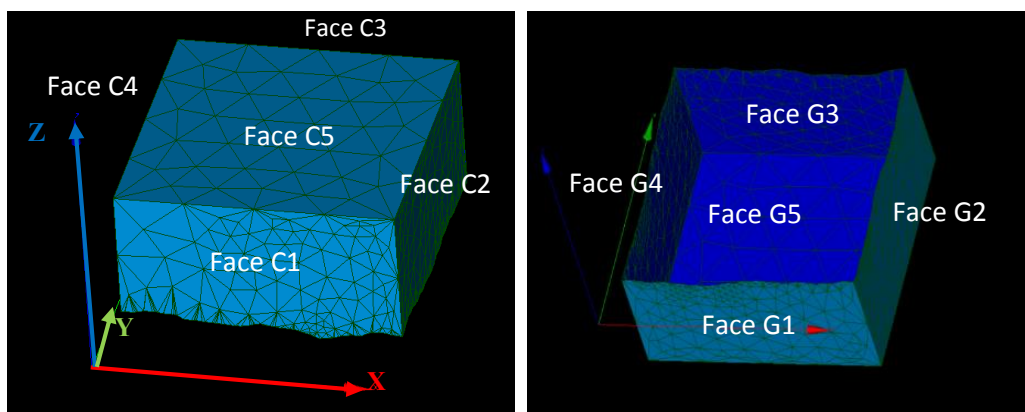 Face C3
Face C4
Z
Face C5
Face C2
Face C1
Y
X
Face G3
Face G4
Face G5
Face G2
Face G1